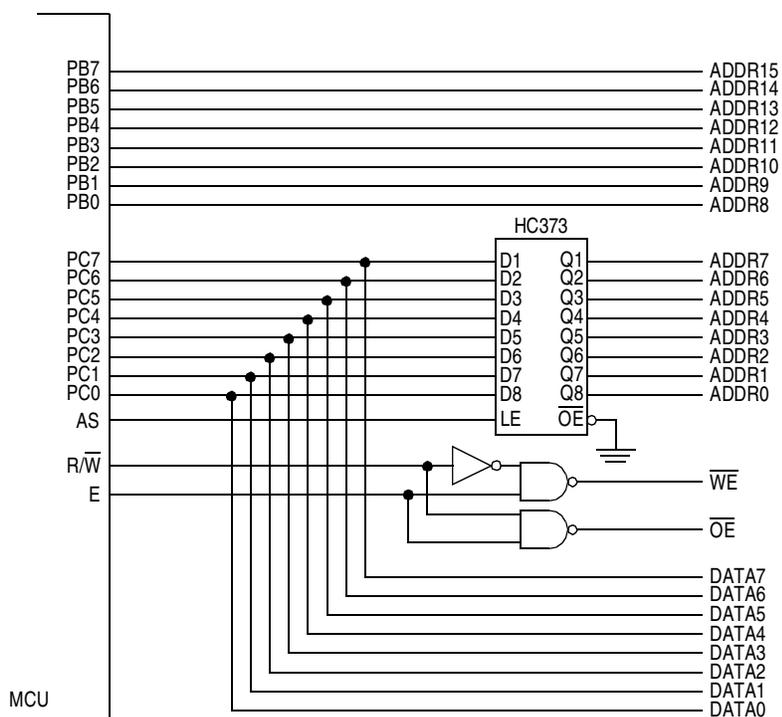 PB7 ADDR15
PB6 ADDR14
PB5 ADDR13
PB4 ADDR12
PB3 ADDR11
PB2 ADDR10
PB1 ADDR9
PB0 ADDR8
HC373
PC7 D1 Q1 ADDR7
PC6 D2 Q2 ADDR6
PC5 D3 Q3 ADDR5
PC4 D4 Q4 ADDR4
PC3 D5 Q5 ADDR3
PC2 D6 Q6 ADDR2
PC1 D7 Q7 ADDR1
PC0 D8 Q8 ADDR0
AS LE O̅E̅
R/W̅
E W̅E̅
O̅E̅
DATA7
DATA6
DATA5
DATA4
DATA3
DATA2
MCU DATA1
DATA0